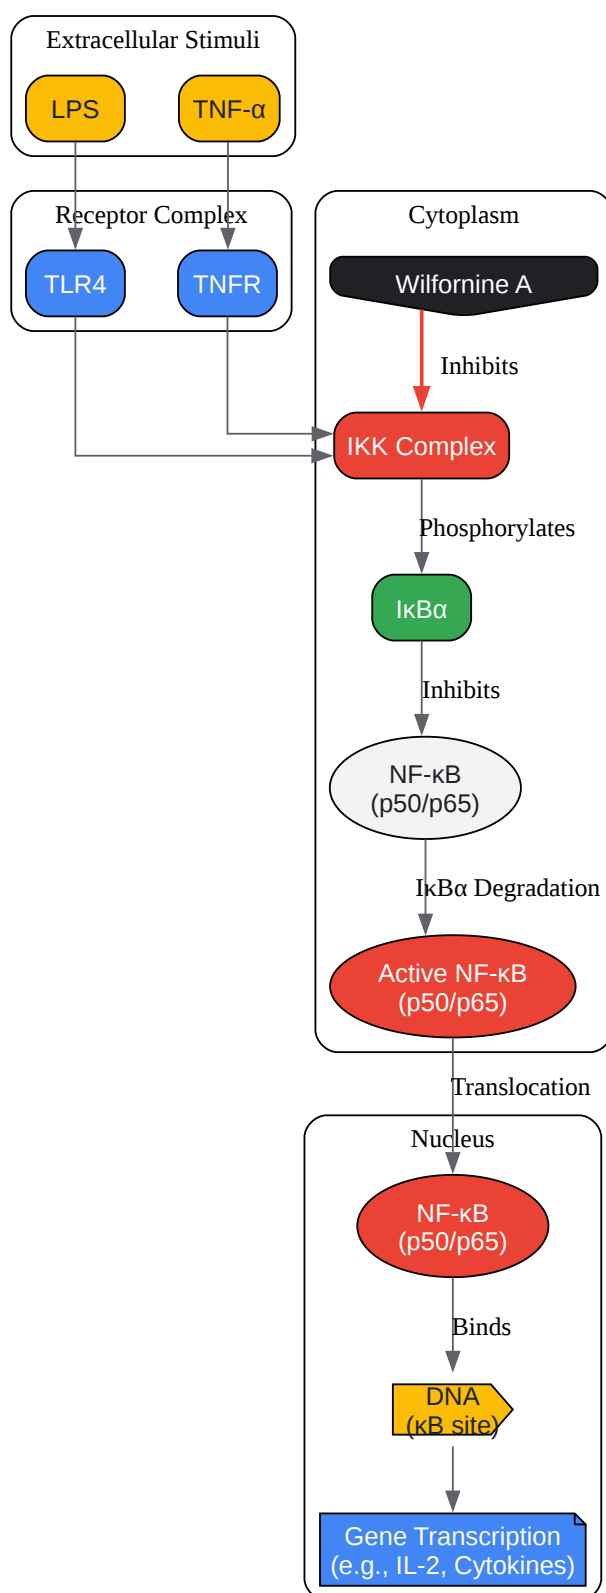 Extracellular Stimuli
LPS
TNF-α
Receptor Complex
TLR4
TNFR
Cytoplasm
Wilfornine A
Inhibits
IKK Complex
Phosphorylates
IκBα
Inhibits
NF-κB
(p50/p65)
IκBα Degradation
Active NF-κB
(p50/p65)
Translocation
Nucleus
NF-κB
(p50/p65)
Binds
DNA
(κB site)
Gene Transcription
(e.g., IL-2, Cytokines)